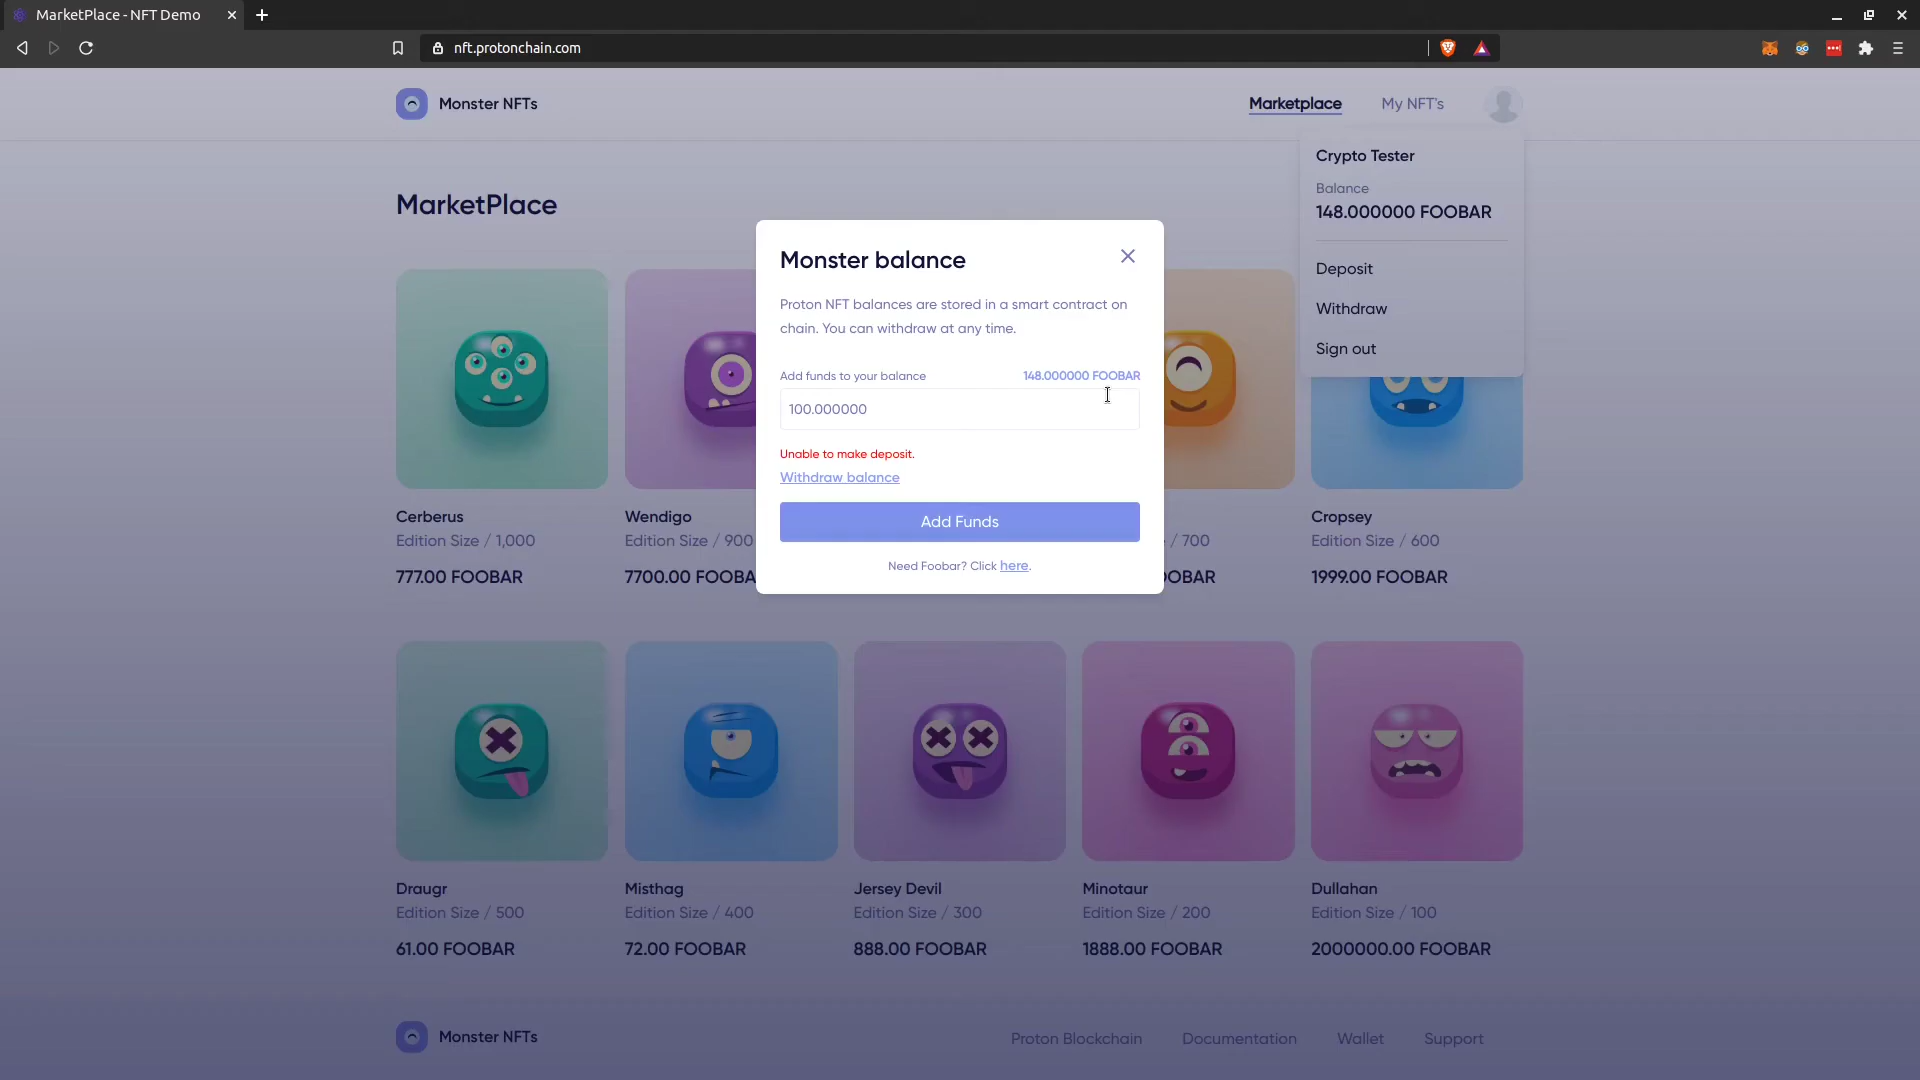 MarketPlace - NFT Demo
nft.protonchain.com
Monster NFTs
Marketplace
My NFT's
Crypto Tester
Balance
148.000000 FOOBAR
Deposit
Withdraw
Sign out
MarketPlace
Monster balance
Proton NFT balances are stored in a smart contract on
chain. You can withdraw at any time.
Add funds to your balance
148.000000 FOOBAR
100.000000
Unable to make deposit.
Withdraw balance
Add Funds
Need Foobar? Click here.
Cerberus
Edition Size / 1,000
777.00 FOOBAR
Wendigo
Edition Size / 900
7700.00 FOOBA
/ 700
OBAR
Cropsey
Edition Size / 600
1999.00 FOOBAR
Draugr
Edition Size / 500
61.00 FOOBAR
Misthag
Edition Size / 400
72.00 FOOBAR
Jersey Devil
Edition Size / 300
888.00 FOOBAR
Minotaur
Edition Size / 200
1888.00 FOOBAR
Dullahan
Edition Size / 100
2000000.00 FOOBAR
Monster NFTs
Proton Blockchain
Documentation
Wallet
Support